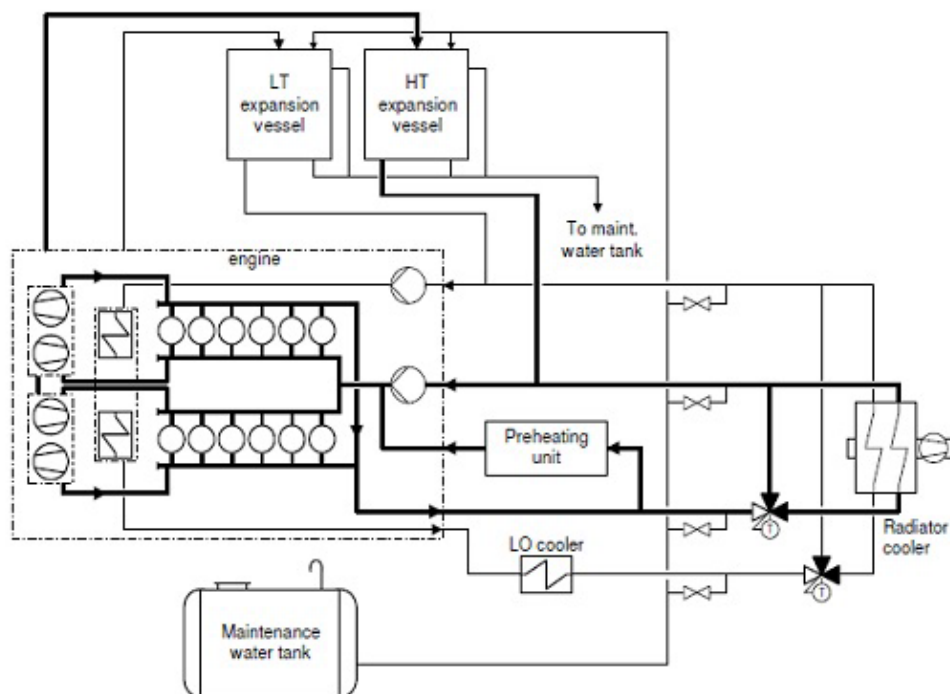 LT
expansion
vessel
HT
expansion
vessel
To maint.
water tank
engine
Preheating
unit
Radiator
cooler
LO cooler
T
T
Maintenance
water tank